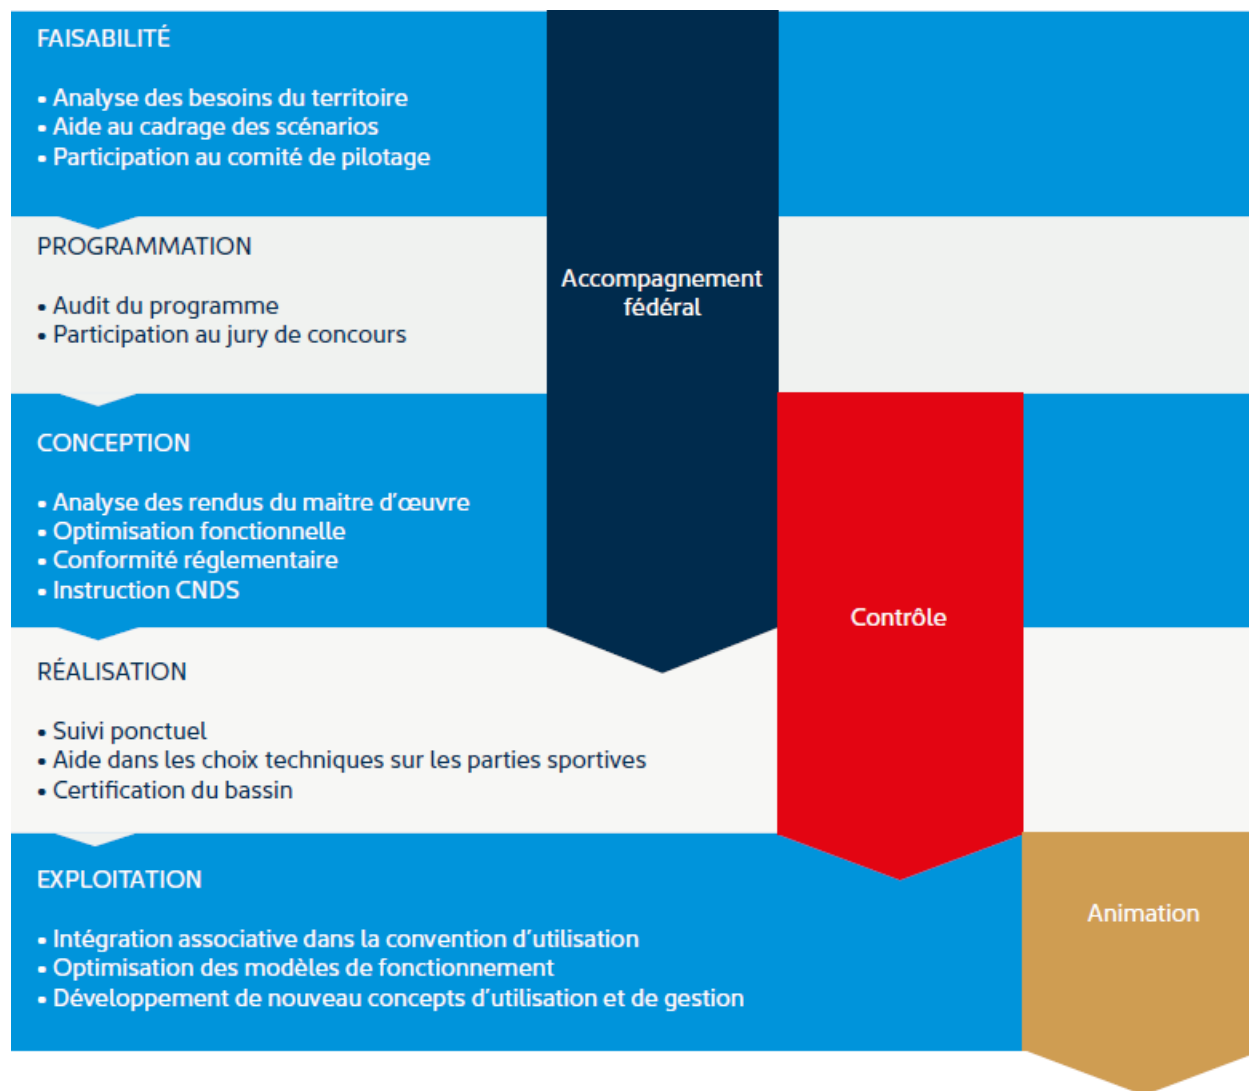 FAISABILITÉ
• Analyse des besoins du territoire
• Aide au cadrage des scénarios
• Participation au comité de pilotage
PROGRAMMATION
• Audit du programme
• Participation au jury de concours
Accompagnement
fédéral
CONCEPTION
• Analyse des rendus du maitre d’œuvre
• Optimisation fonctionnelle
• Conformité réglementaire
• Instruction CNDS
Contrôle
RÉALISATION
• Suivi ponctuel
• Aide dans les choix techniques sur les parties sportives
• Certification du bassin
EXPLOITATION
• Intégration associative dans la convention d’utilisation
• Optimisation des modèles de fonctionnement
• Développement de nouveau concepts d’utilisation et de gestion
Animation